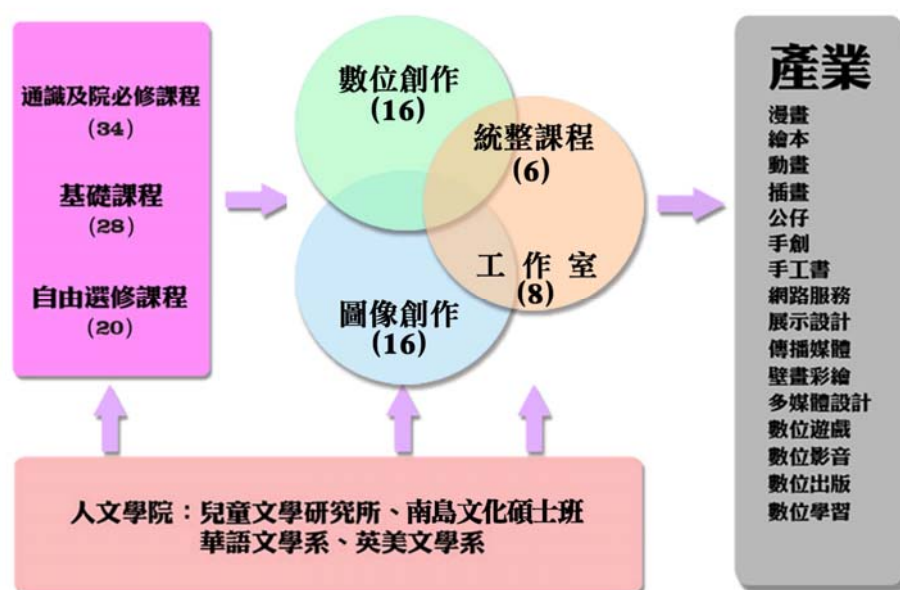 通識及院必修課程
(34)
基礎課程
(28)
自由選修課程
(20)
數位創作
(16)
統整課程
(6)
工作室
(8)
圖像創作
(16)
產業
漫畫
繪本
動畫
插畫
公仔
手創
手工書
網路服務
展示設計
傳播媒體
壁畫彩繪
多媒體設計
數位遊戲
數位影音
數位出版
數位學習
人文學院：兒童文學研究所、南島文化碩士班
華語文學系、英美文學系